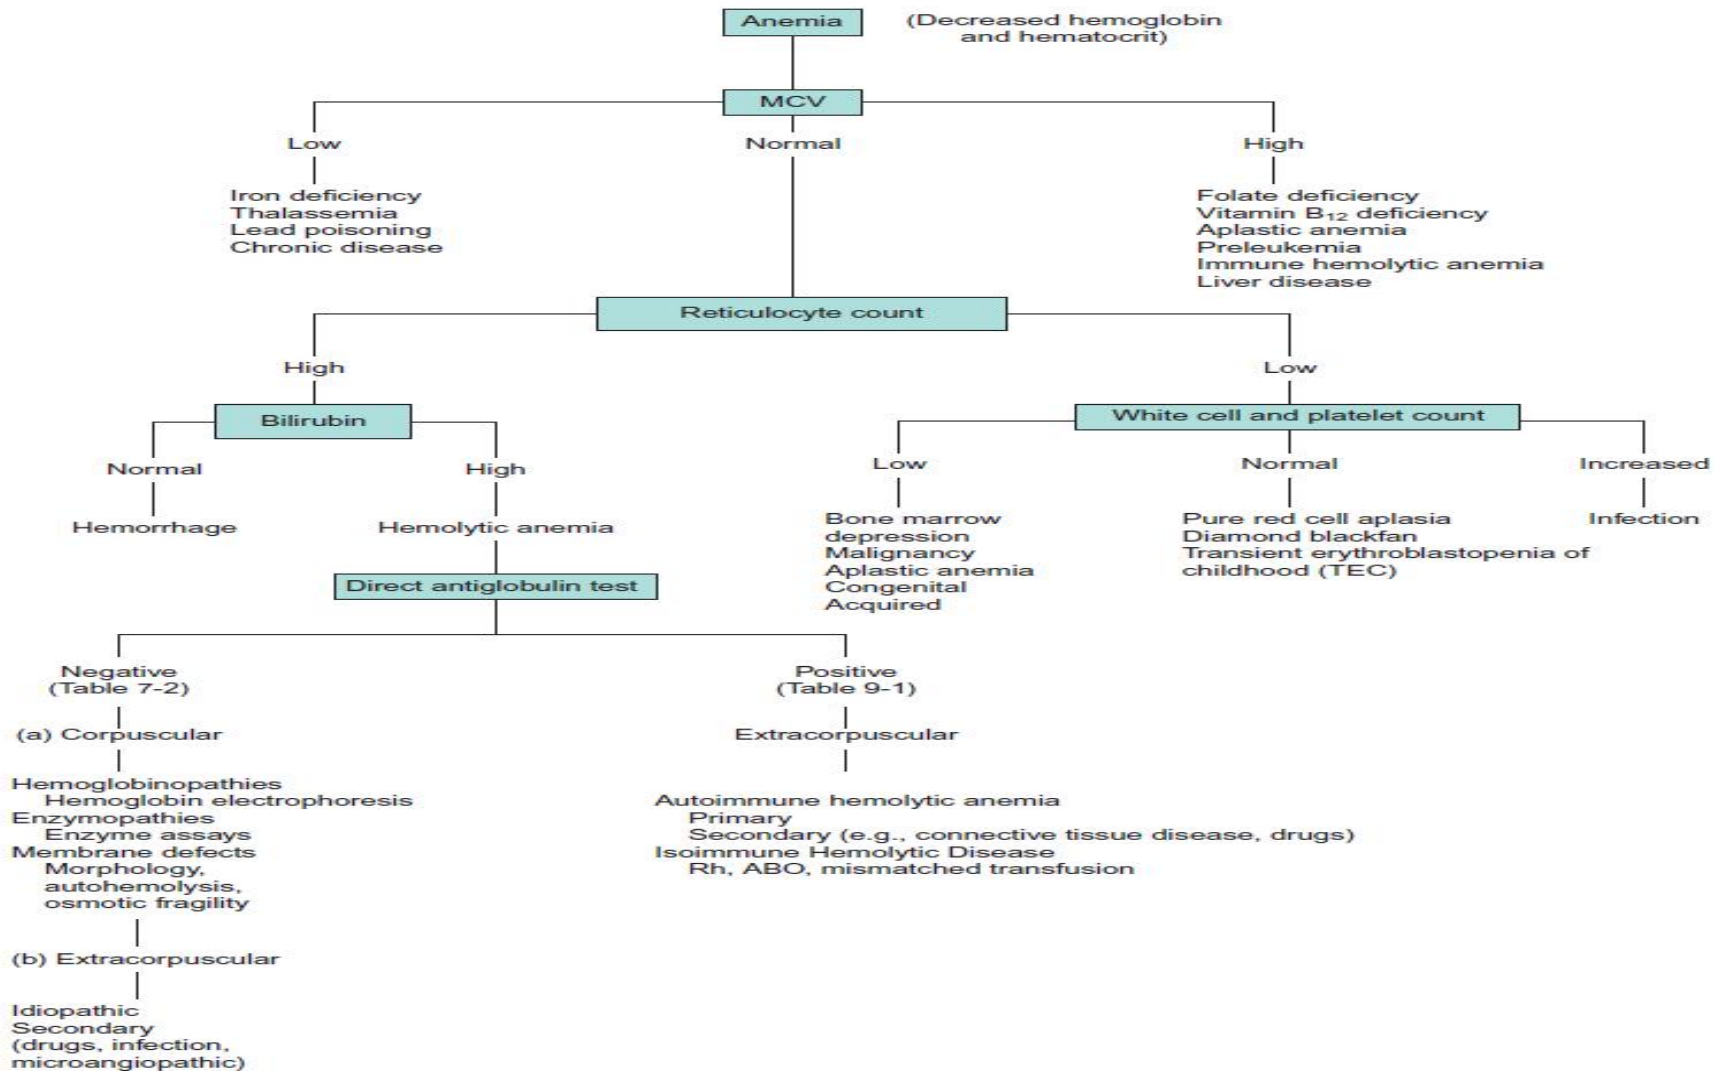 Anemia
(Decreased hemoglobin
and hematocrit)
MCV
Low
Normal
High
Iron deficiency
Thalassemia
Lead poisoning
Chronic disease
Folate deficiency
Vitamin B₁₂ deficiency
Aplastic anemia
Preleukemia
Immune hemolytic anemia
Liver disease
Reticulocyte count
High
Low
Bilirubin
White cell and platelet count
Normal
High
Low
Normal
Increased
Hemorrhage
Hemolytic anemia
Bone marrow
depression
Malignancy
Aplastic anemia
Congenital
Acquired
Pure red cell aplasia
Diamond blackfan
Transient erythroblastopenia of
childhood (TEC)
Infection
Direct antiglobulin test
Negative
(Table 7-2)
Positive
(Table 9-1)
(a) Corpuscular
Extracorpuscular
Hemoglobinopathies
Hemoglobin electrophoresis
Enzymopathies
Enzyme assays
Membrane defects
Morphology,
autohemolysis,
osmotic fragility
Autoimmune hemolytic anemia
Primary
Secondary (e.g., connective tissue disease, drugs)
Isoimmune Hemolytic Disease
Rh, ABO, mismatched transfusion
(b) Extracorpuscular
Idiopathic
Secondary
(drugs, infection,
microangiopathic)